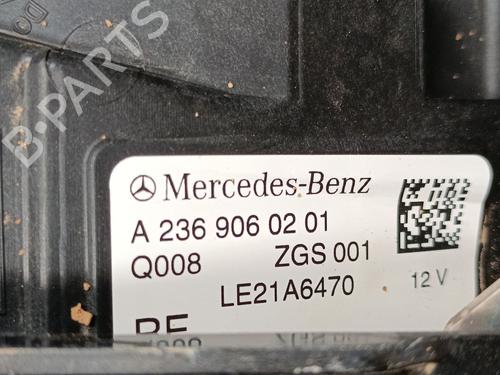 B-PARTS
Mercedes-Benz
A 236 906 02 01
Q008 ZGS 001
LE21A6470 12 V